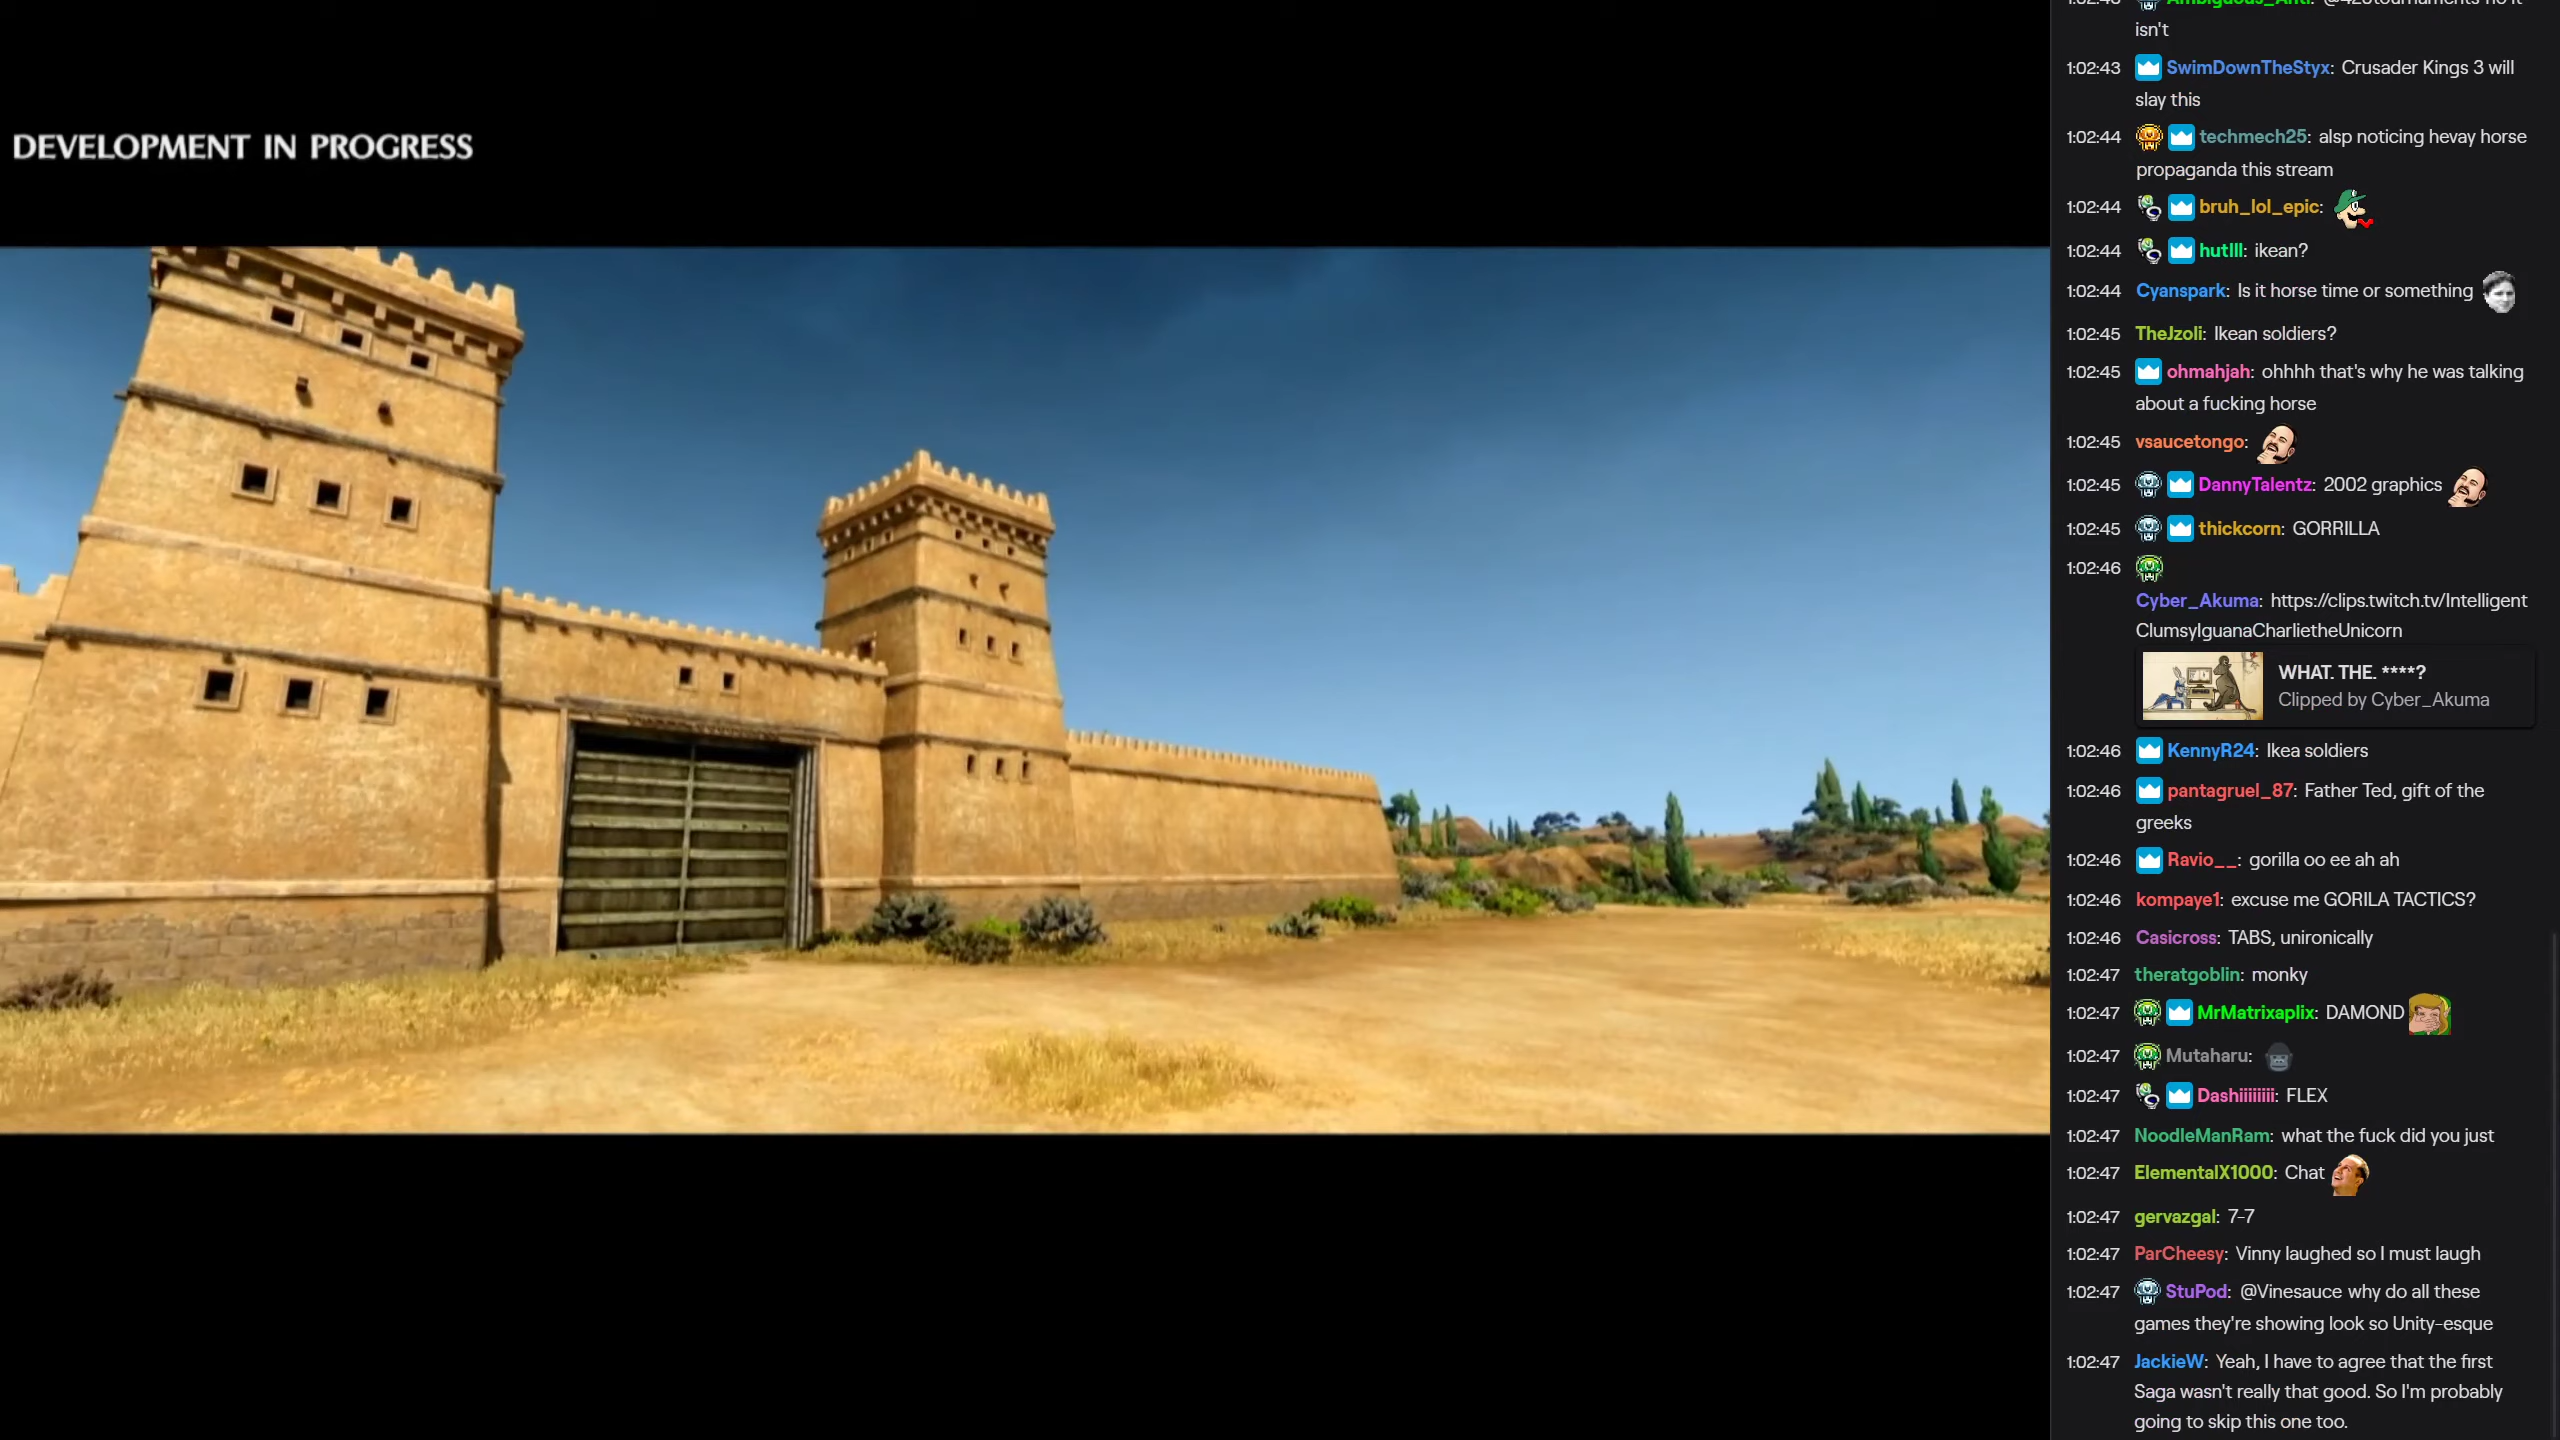 DEVELOPMENT IN PROGRESS
isn't
1:02:43 SwimDownTheStyx: Crusader Kings 3 will
slay this
1:02:44 techmech25: alsp noticing hevay horse
propaganda this stream
1:02:44 bruh_lol_epic:
1:02:44 hutlll: ikean?
1:02:44 Cyanspark: Is it horse time or something
1:02:45 TheJzoli: Ikean soldiers?
1:02:45 ohmahjah: ohhhh that's why he was talking
about a fucking horse
1:02:45 vsaucetongo:
1:02:45 DannyTalentz: 2002 graphics
1:02:45 thickcorn: GORRILLA
1:02:46
Cyber_Akuma: https://clips.twitch.tv/Intelligent
ClumsyIguanaCharlietheUnicorn
WHAT. THE. ****?
Clipped by Cyber_Akuma
1:02:46 KennyR24: Ikea soldiers
1:02:46 pantagruel_87: Father Ted, gift of the
greeks
1:02:46 Ravio__: gorilla oo ee ah ah
1:02:46 kompaye1: excuse me GORILA TACTICS?
1:02:46 Casicross: TABS, unironically
1:02:47 theratgoblin: monky
1:02:47 MrMatrixaplix: DAMOND
1:02:47 Mutaharu:
1:02:47 Dashiiiiiiiii: FLEX
1:02:47 NoodleManRam: what the fuck did you just
1:02:47 ElementalX1000: Chat
1:02:47 gervazgal: 7-7
1:02:47 ParCheesy: Vinny laughed so I must laugh
1:02:47 StuPod: @Vinesauce why do all these
games they're showing look so Unity-esque
1:02:47 JackieW: Yeah, I have to agree that the first
Saga wasn't really that good. So I'm probably
going to skip this one too.